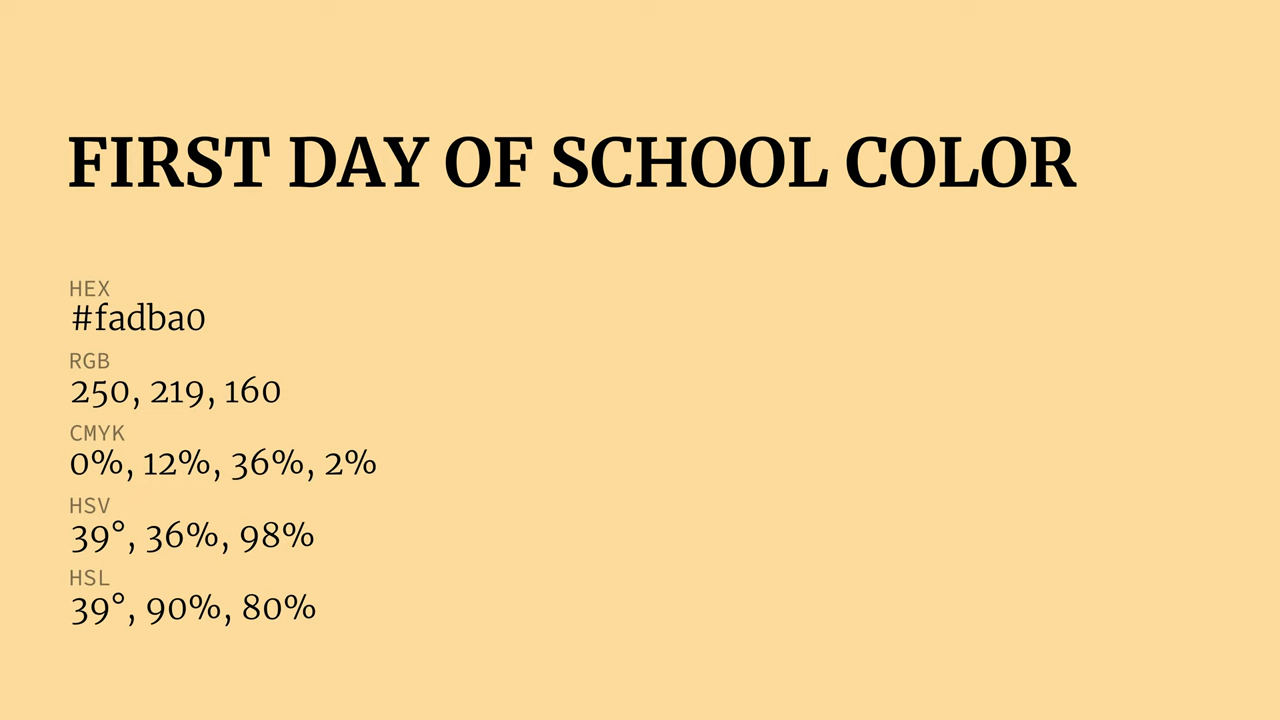 FIRST DAY OF SCHOOL COLOR
HEX
#fadba0
RGB
250, 219, 160
CMYK
0%, 12%, 36%, 2%
HSV
39°, 36%, 98%
HSL
39°, 90%, 80%